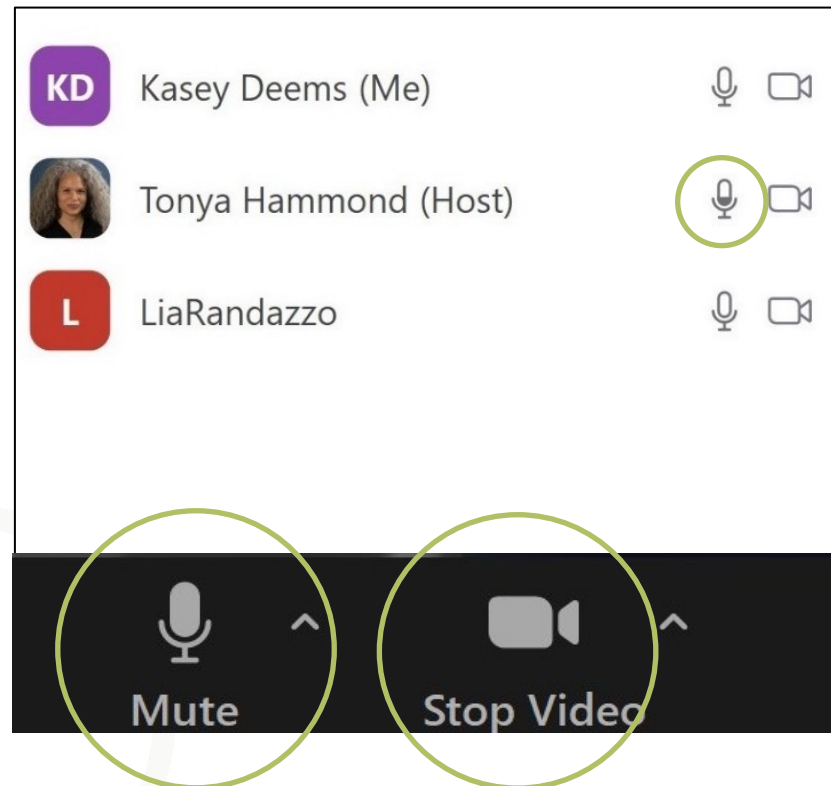 KD Kasey Deems (Me)
Tonya Hammond (Host)
L LiaRandazzo
Mute Stop Video